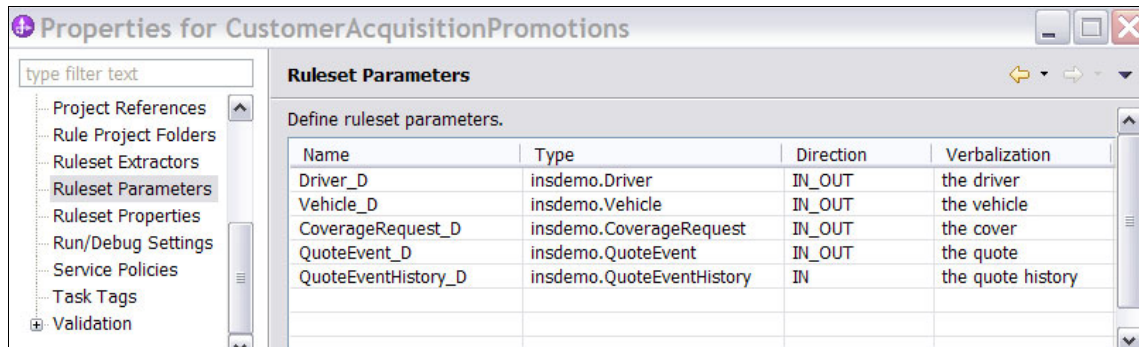 Properties for CustomerAcquisitionPromotions
type filter text
Project References
Rule Project Folders
Ruleset Extractors
Ruleset Parameters
Ruleset Properties
Run/Debug Settings
Service Policies
Task Tags
Validation
Ruleset Parameters
Define ruleset parameters.
Name Type Direction Verbalization
Driver_D insdemo.Driver IN_OUT the driver
Vehicle_D insdemo.Vehicle IN_OUT the vehicle
CoverageRequest_D insdemo.CoverageRequest IN_OUT the cover
QuoteEvent_D insdemo.QuoteEvent IN_OUT the quote
QuoteEventHistory_D insdemo.QuoteEventHistory IN the quote history